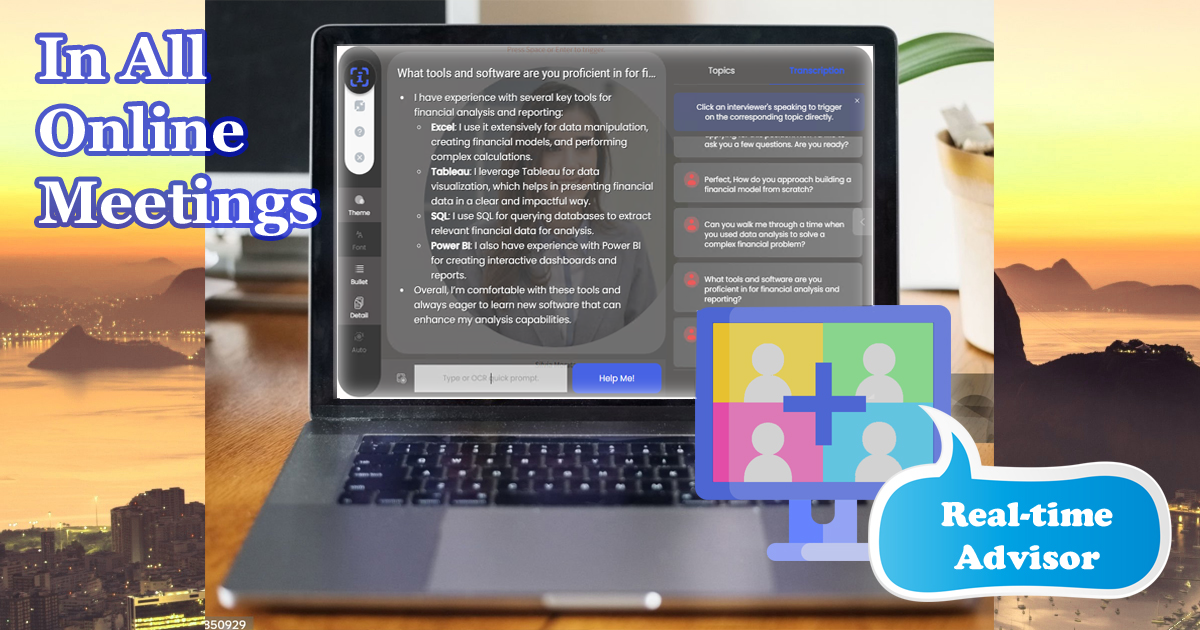 In All
Online
Meetings
Press Space or Enter to trigger
What tools and software are you proficient in for fi...
• I have experience with several key tools for
financial analysis and reporting:
Excel: I use it extensively for data manipulation,
creating financial models, and performing
complex calculations.
Tableau: I leverage Tableau for data
visualization, which helps in presenting financial
data in a clear and impactful way.
SQL: I use SQL for querying databases to extract
relevant financial data for analysis.
Power BI: I also have experience with Power BI
for creating interactive dashboards and
reports.
• Overall, I'm comfortable with these tools and
always eager to learn new software that can
enhance my analysis capabilities.
Theme
Font
Bullet
Detail
Auto
Type or OCR quick prompt.
Help Me!
Topics
Transcription
Click an interviewer's speaking to trigger
on the corresponding topic directly.
ask you a few questions. Are you ready?
Perfect, How do you approach building a
financial model from scratch?
Can you walk me through a time when
you used data analysis to solve a
complex financial problem?
What tools and software are you
proficient in for financial analysis and
reporting?
Real-time
Advisor
350929